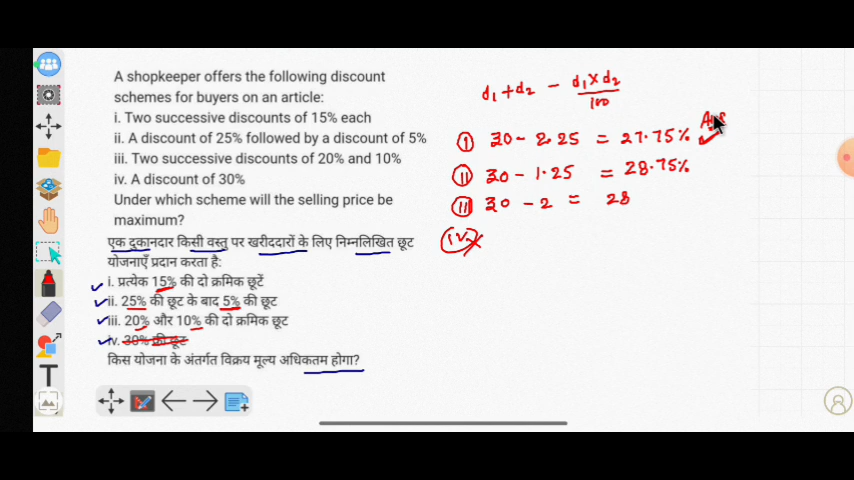 A shopkeeper offers the following discount
schemes for buyers on an article:
i. Two successive discounts of 15% each
ii. A discount of 25% followed by a discount of 5%
iii. Two successive discounts of 20% and 10%
iv. A discount of 30%
Under which scheme will the selling price be
maximum?
एक दुकानदार किसी वस्तु पर खरीददारों के लिए निम्नलिखित छूट
योजनाएँ प्रदान करता है:
i. प्रत्येक 15% की दो क्रमिक छूटें
ii. 25% की छूट के बाद 5% की छूट
iii. 20% और 10% की दो क्रमिक छूट
iv. 30% की छूट
किस योजना के अंतर्गत विक्रय मूल्य अधिकतम होगा?
d₁+d₂ - d₁×d₂/100
Ans
(I) 30 - 2.25 = 27.75%
(II) 30 - 1.25 = 28.75%
(III) 30 - 2 = 28
(iv)
T